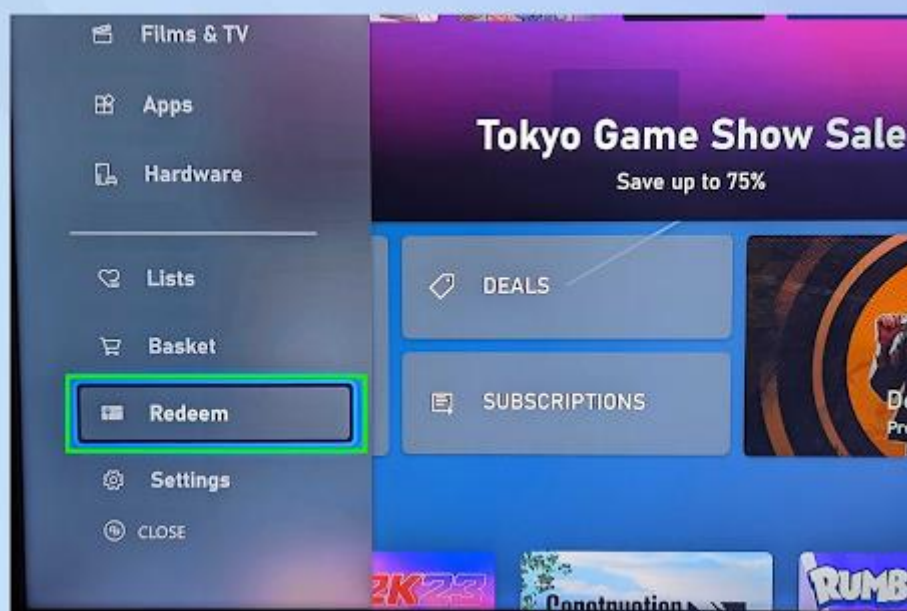 Films & TV
Apps
Hardware
Lists
Basket
Redeem
Settings
CLOSE
Tokyo Game Show Sale
Save up to 75%
DEALS
SUBSCRIPTIONS
2K23
Construction